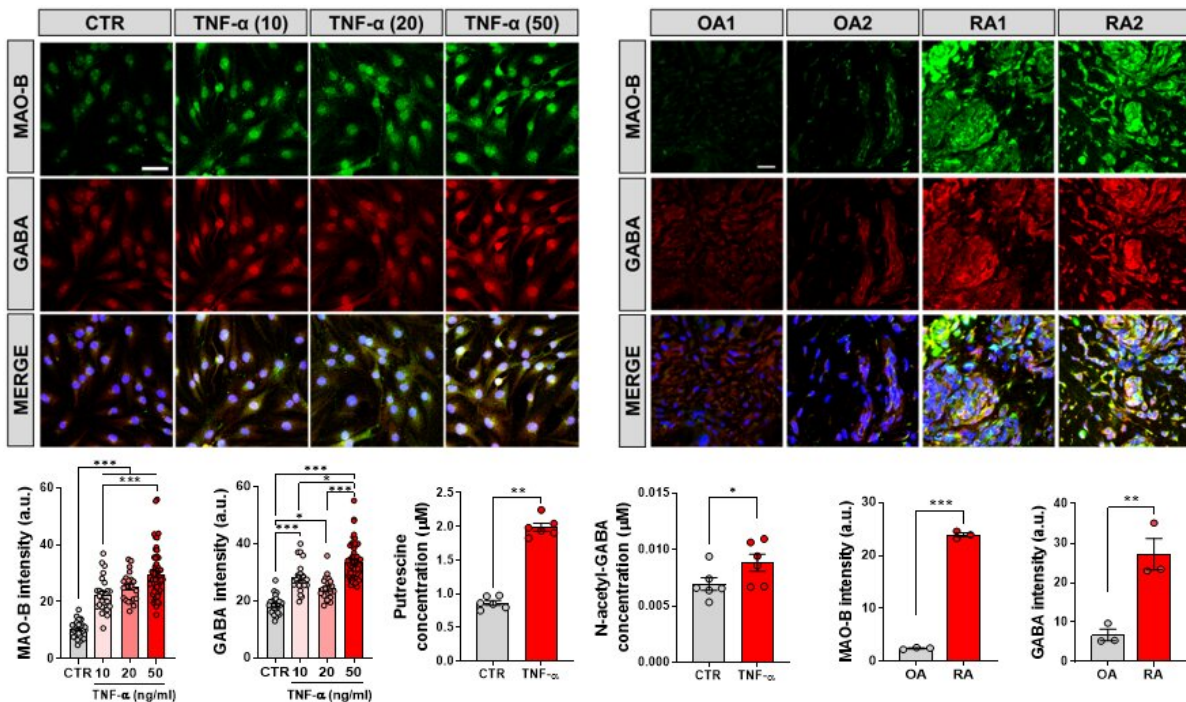 CTR TNF-α (10) TNF-α (20) TNF-α (50)
MAO-B
GABA
MERGE
OA1 OA2 RA1 RA2
MAO-B
GABA
MERGE
MAO-B intensity (a.u.)
60
40
20
0
***
***
CTR 10 20 50
TNF-α (ng/ml)
GABA intensity (a.u.)
60
40
20
0
***
*
***
*
***
CTR 10 20 50
TNF-α (ng/ml)
Putrescine
concentration (µM)
2.5
2.0
1.5
1.0
0.5
0.0
**
CTR TNF-α
N-acetyl-GABA
concentration (µM)
0.015
0.010
0.005
0.000
*
CTR TNF-α
MAO-B intensity (a.u.)
30
20
10
0
***
OA RA
GABA intensity (a.u.)
40
30
20
10
0
**
OA RA